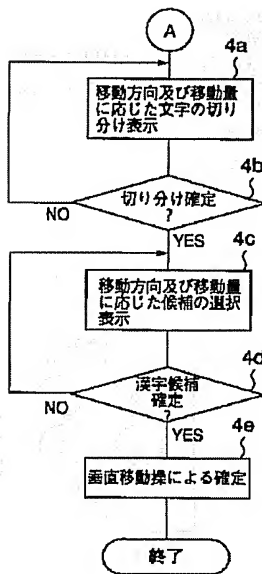 A
4a
移動方向及び移動量
に応じた文字の切り
分け表示
4b
切り分け確定
?
NO
YES
4c
移動方向及び移動量
に応じた候補の選択
表示
4d
漢字候補
確定
?
NO
YES
4e
垂直移動操による確定
終了